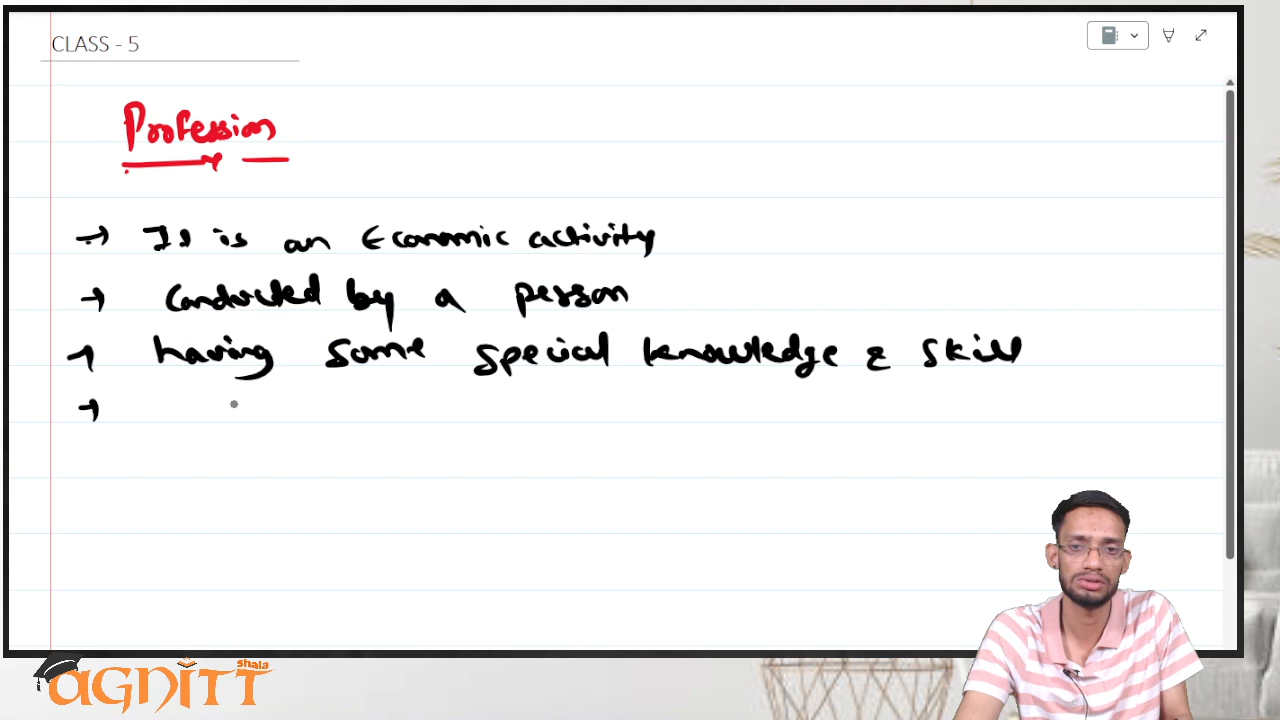 CLASS - 5
Profession
→ It is an Economic activity
→ Conducted by a person
→ having some special knowledge & skill
→
AGNITT shala